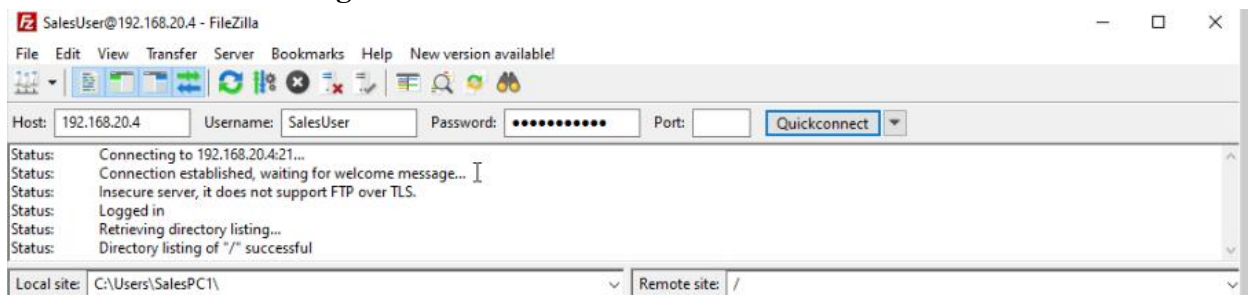 SalesUser@192.168.20.4 - FileZilla
File Edit View Transfer Server Bookmarks Help New version available!
Host: 192.168.20.4 Username: SalesUser Password: ●●●●●●●●●●● Port: Quickconnect
Status: Connecting to 192.168.20.4:21...
Status: Connection established, waiting for welcome message...
Status: Insecure server, it does not support FTP over TLS.
Status: Logged in
Status: Retrieving directory listing...
Status: Directory listing of "/" successful
Local site: C:\Users\SalesPC1\ Remote site: /